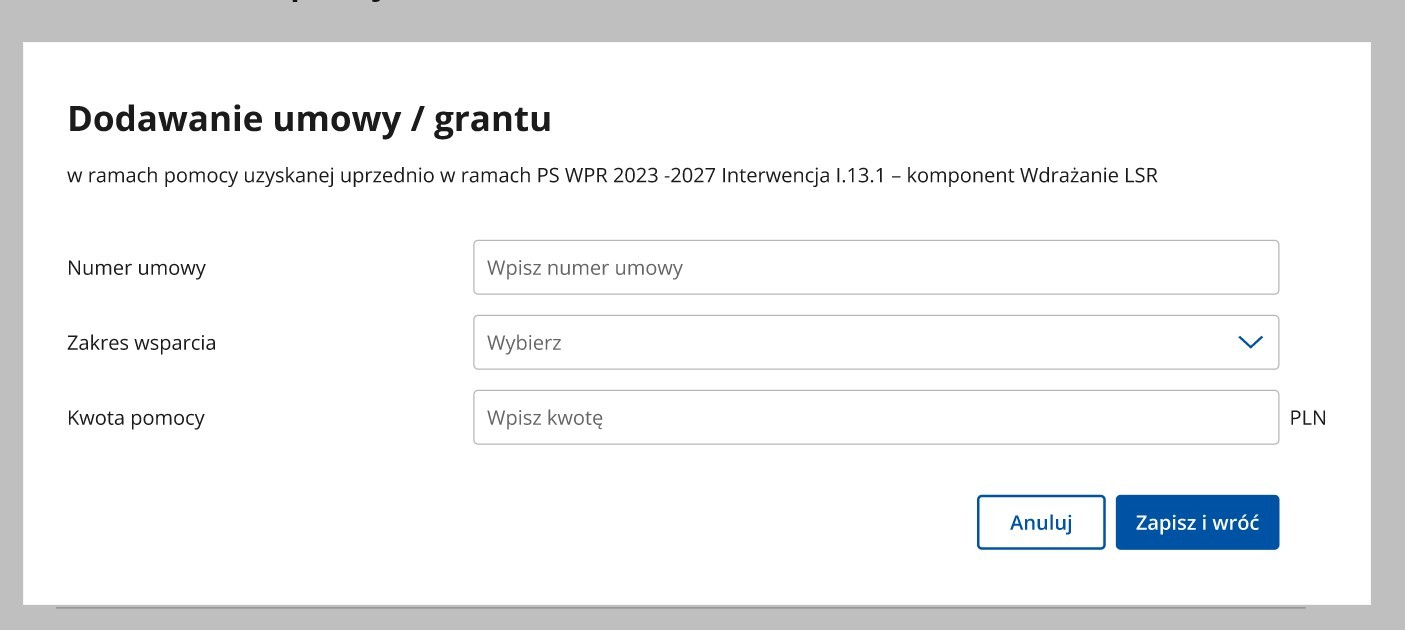 Dodawanie umowy / grantu
w ramach pomocy uzyskanej uprzednio w ramach PS WPR 2023 -2027 Interwencja I.13.1 – komponent Wdrażanie LSR
Numer umowy Wpisz numer umowy
Zakres wsparcia Wybierz
Kwota pomocy Wpisz kwotę PLN
Anuluj Zapisz i wróć